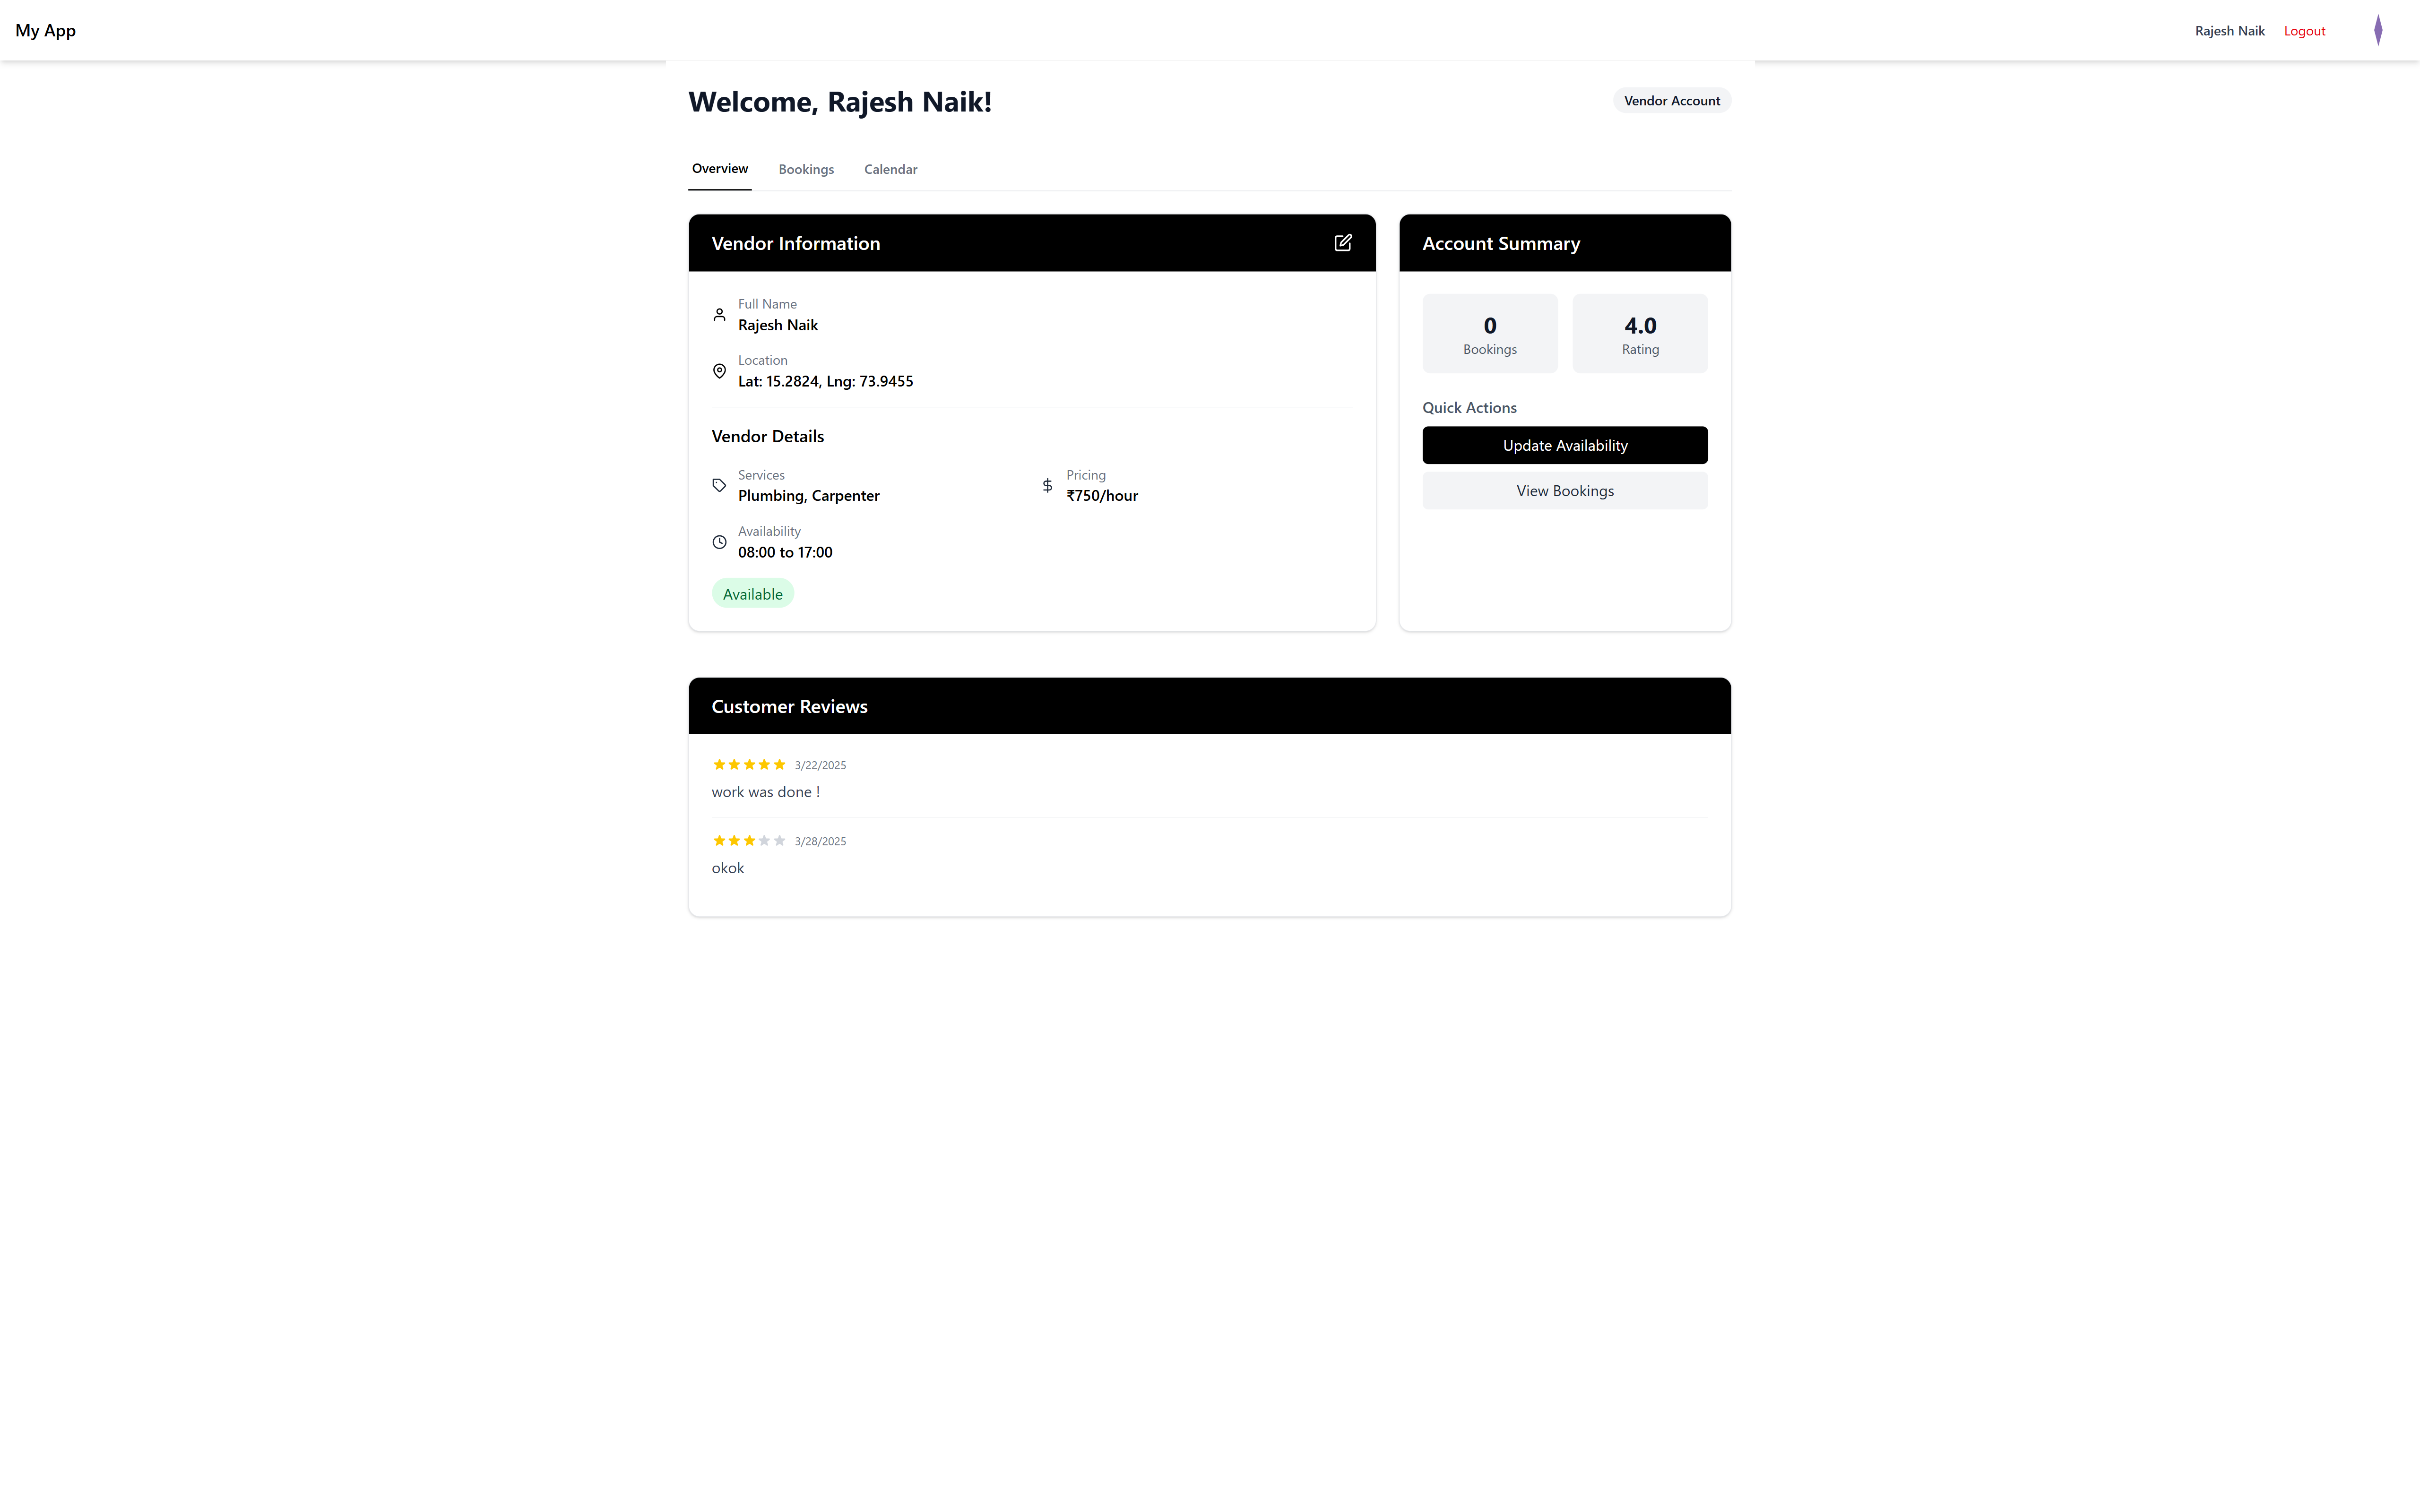 My App
Rajesh Naik
Logout
Welcome, Rajesh Naik!
Vendor Account
Overview
Bookings
Calendar
Vendor Information
Full Name
Rajesh Naik
Location
Lat: 15.2824, Lng: 73.9455
Vendor Details
Services
Plumbing, Carpenter
Pricing
₹750/hour
Availability
08:00 to 17:00
Available
Account Summary
0
Bookings
4.0
Rating
Quick Actions
Update Availability
View Bookings
Customer Reviews
3/22/2025
work was done !
3/28/2025
okok